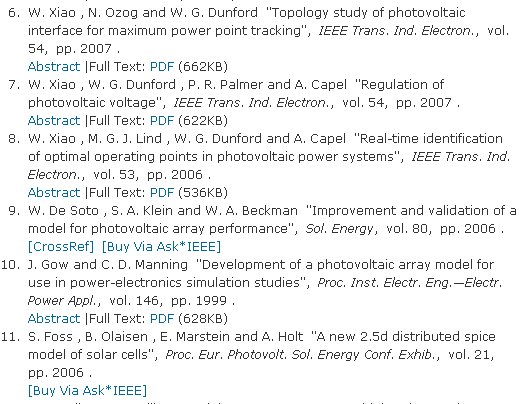 6. W. Xiao , N. Ozog and W. G. Dunford "Topology study of photovoltaic
interface for maximum power point tracking", IEEE Trans. Ind. Electron., vol.
54, pp. 2007 .
Abstract |Full Text: PDF (662KB)
7. W. Xiao , W. G. Dunford , P. R. Palmer and A. Capel "Regulation of
photovoltaic voltage", IEEE Trans. Ind. Electron., vol. 54, pp. 2007 .
Abstract |Full Text: PDF (622KB)
8. W. Xiao , M. G. J. Lind , W. G. Dunford and A. Capel "Real-time identification
of optimal operating points in photovoltaic power systems", IEEE Trans. Ind.
Electron., vol. 53, pp. 2006 .
Abstract |Full Text: PDF (536KB)
9. W. De Soto , S. A. Klein and W. A. Beckman "Improvement and validation of a
model for photovoltaic array performance", Sol. Energy, vol. 80, pp. 2006 .
[CrossRef] [Buy Via Ask*IEEE]
10. J. Gow and C. D. Manning "Development of a photovoltaic array model for
use in power-electronics simulation studies", Proc. Inst. Electr. Eng.—Electr.
Power Appl., vol. 146, pp. 1999 .
Abstract |Full Text: PDF (628KB)
11. S. Foss , B. Olaisen , E. Marstein and A. Holt "A new 2.5d distributed spice
model of solar cells", Proc. Eur. Photovolt. Sol. Energy Conf. Exhib., vol. 21,
pp. 2006 .
[Buy Via Ask*IEEE]